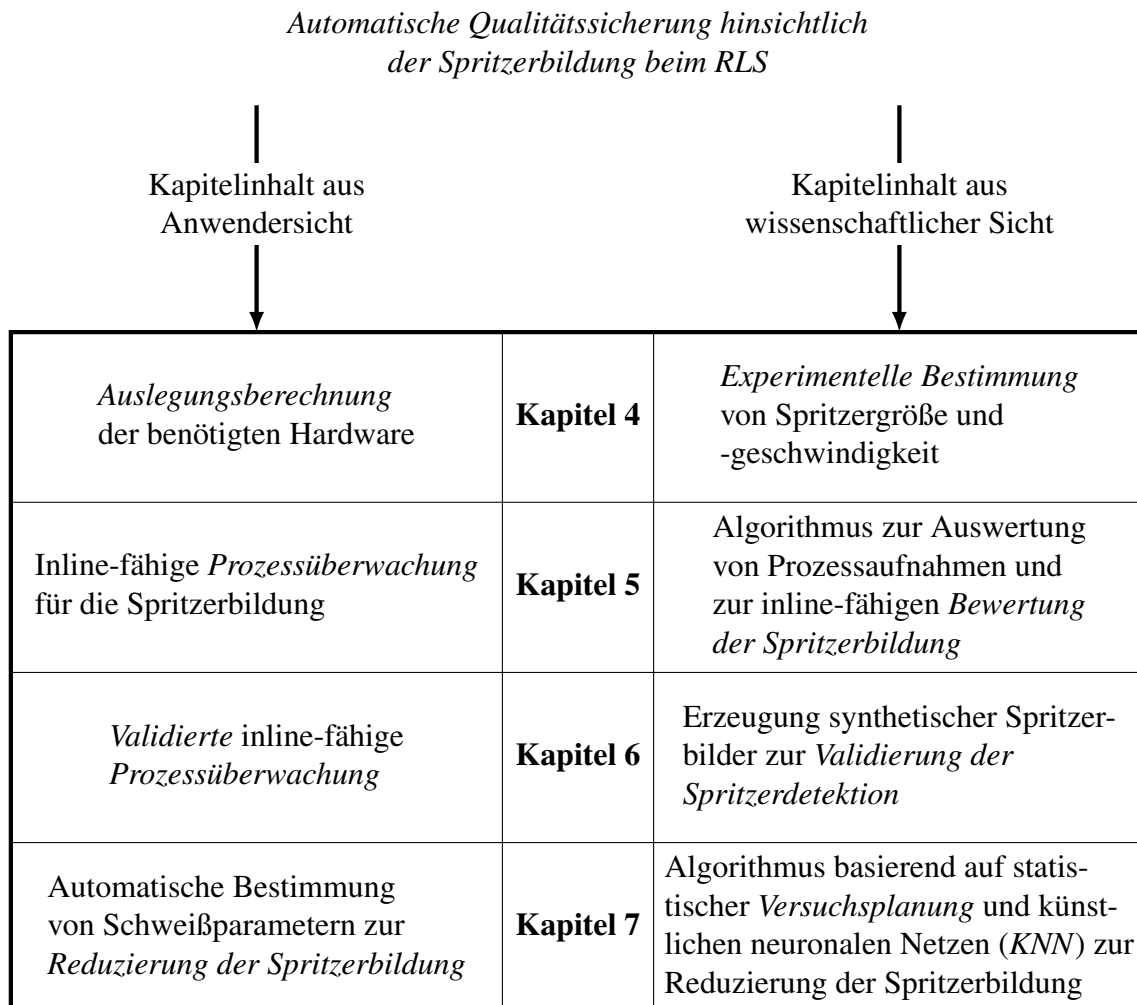 Automatische Qualitätssicherung hinsichtlich
der Spritzerbildung beim RLS
Kapitelinhalt aus
Anwendersicht
Kapitelinhalt aus
wissenschaftlicher Sicht
Auslegungsberechnung
der benötigten Hardware
Kapitel 4
Experimentelle Bestimmung
von Spritzergröße und
-geschwindigkeit
Inline-fähige Prozessüberwachung
für die Spritzerbildung
Kapitel 5
Algorithmus zur Auswertung
von Prozessaufnahmen und
zur inline-fähigen Bewertung
der Spritzerbildung
Validierte inline-fähige
Prozessüberwachung
Kapitel 6
Erzeugung synthetischer Spritzer-
bilder zur Validierung der
Spritzerdetektion
Automatische Bestimmung
von Schweißparametern zur
Reduzierung der Spritzerbildung
Kapitel 7
Algorithmus basierend auf statis-
tischer Versuchsplanung und künst-
lichen neuronalen Netzen (KNN) zur
Reduzierung der Spritzerbildung